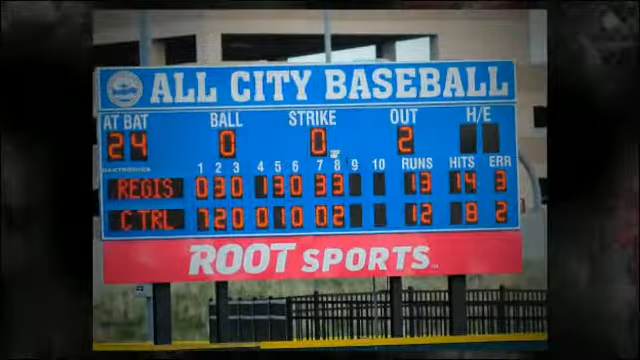 ALL CITY BASEBALL
AT BAT BALL STRIKE OUT H/E
24 0 0 2
DAKTRONICS 1 2 3 4 5 6 7 8 9 10 RUNS HITS ERR
REGIS 0 3 0 1 3 0 3 3 13 14 3
CTRL 7 2 0 0 1 0 0 2 12 8 2
ROOT SPORTS